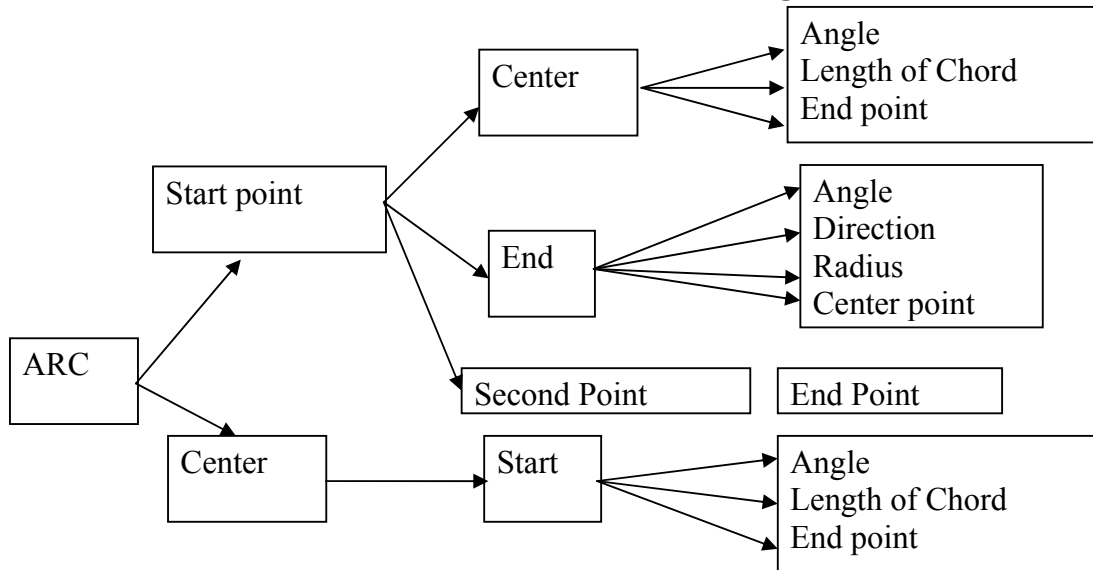 Angle
Length of Chord
End point
Center
Start point
Angle
Direction
Radius
Center point
End
ARC
Second Point
End Point
Center
Start
Angle
Length of Chord
End point